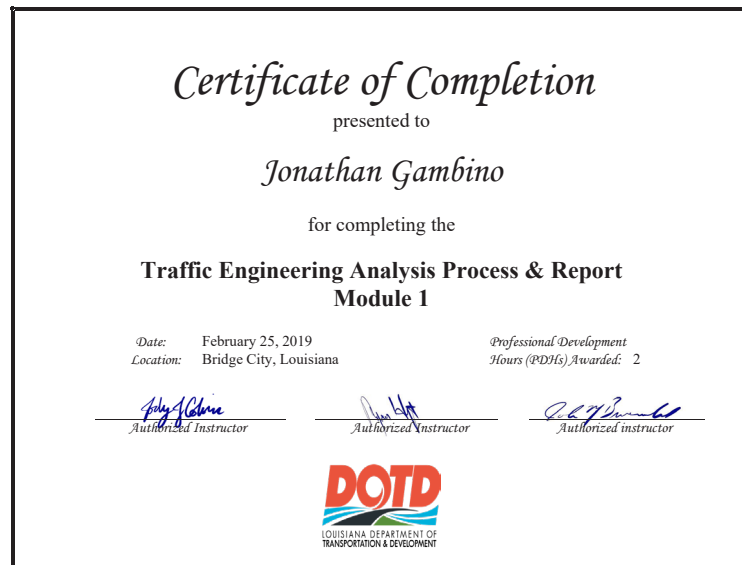 Certificate of Completion
presented to
Jonathan Gambino
for completing the
Traffic Engineering Analysis Process & Report
Module 1
Date: February 25, 2019
Location: Bridge City, Louisiana
Professional Development
Hours (PDHs) Awarded: 2
Authorized Instructor
Authorized Instructor
Authorized instructor
DOTD
LOUISIANA DEPARTMENT OF
TRANSPORTATION & DEVELOPMENT